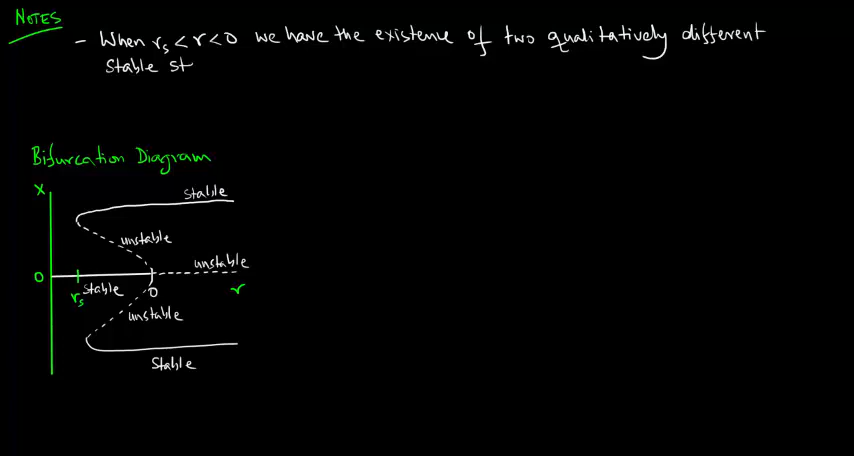 NOTES
- When rs < r < 0 we have the existence of two qualitatively different
stable st
Bifurcation Diagram
x
stable
unstable
unstable
0
rs
stable
0
r
unstable
Stable